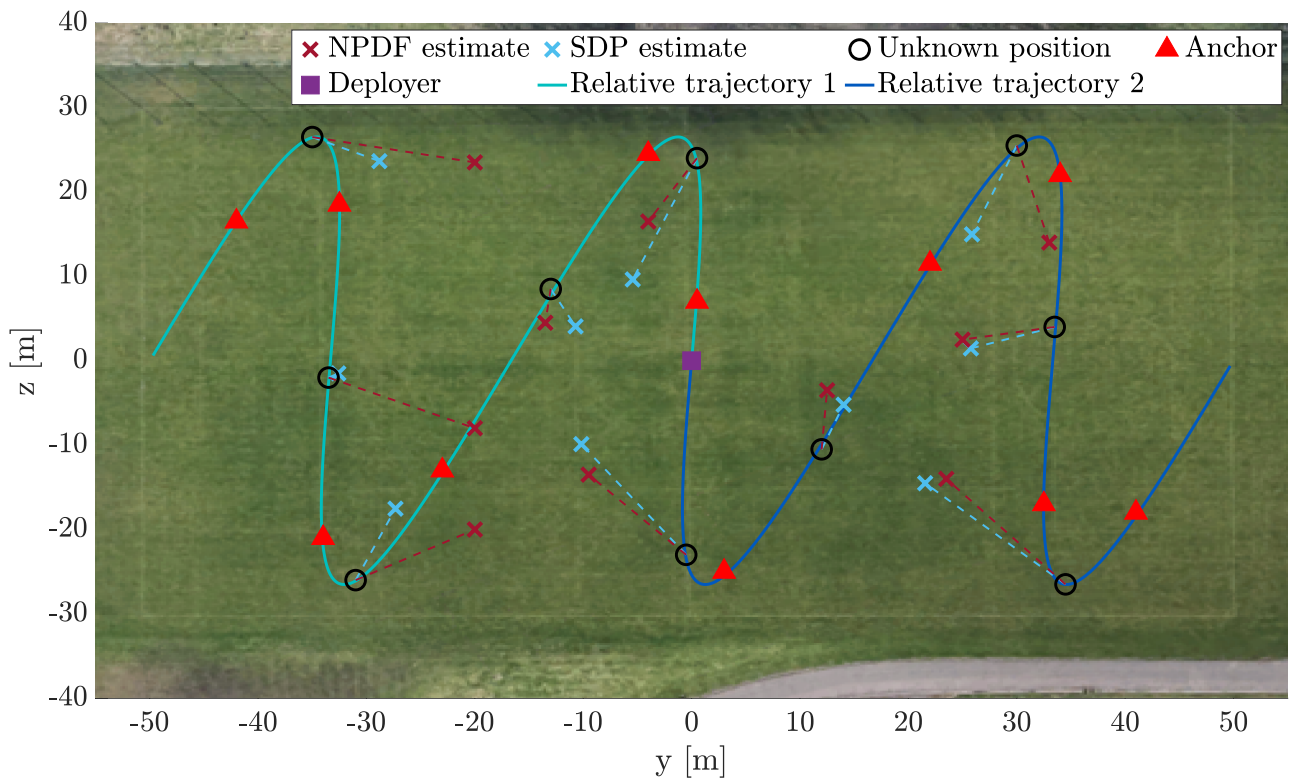 NPDF estimate SDP estimate Unknown position Anchor
Deployer Relative trajectory 1 Relative trajectory 2
40
30
20
10
0
-10
-20
-30
-40
z [m]
-50 -40 -30 -20 -10 0 10 20 30 40 50
y [m]